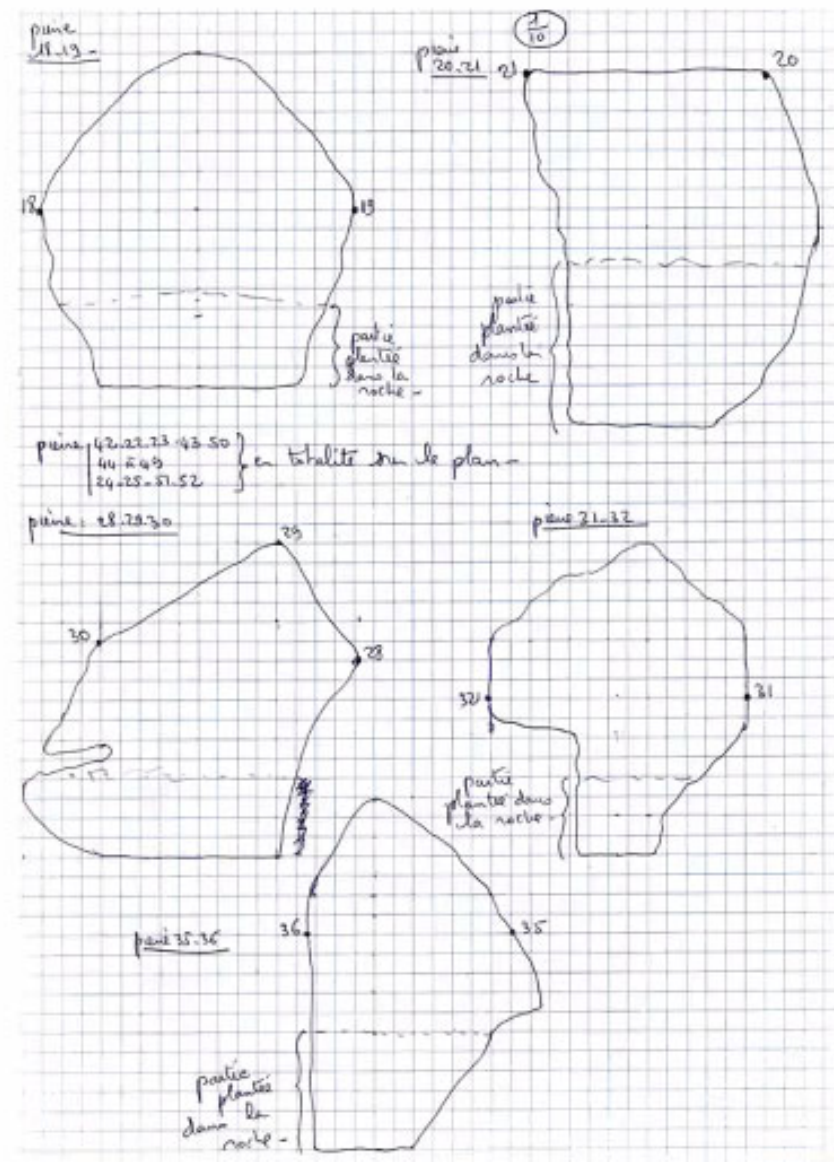 pierre
18-19-
1/10
pierre
20-21
21
20
18
19
partie
plantée
dans la
roche-
partie
plantée
dans la
roche
pierre 42.22.23.43.50
44 à 49
24-25-51.52
en totalité sur le plan-
pierre : 28.29.30
29
30
28
pierre 31-32
32
31
partie
plantée dans
la roche-
pierre 35-36
36
35
partie
plantée
dans la
roche-